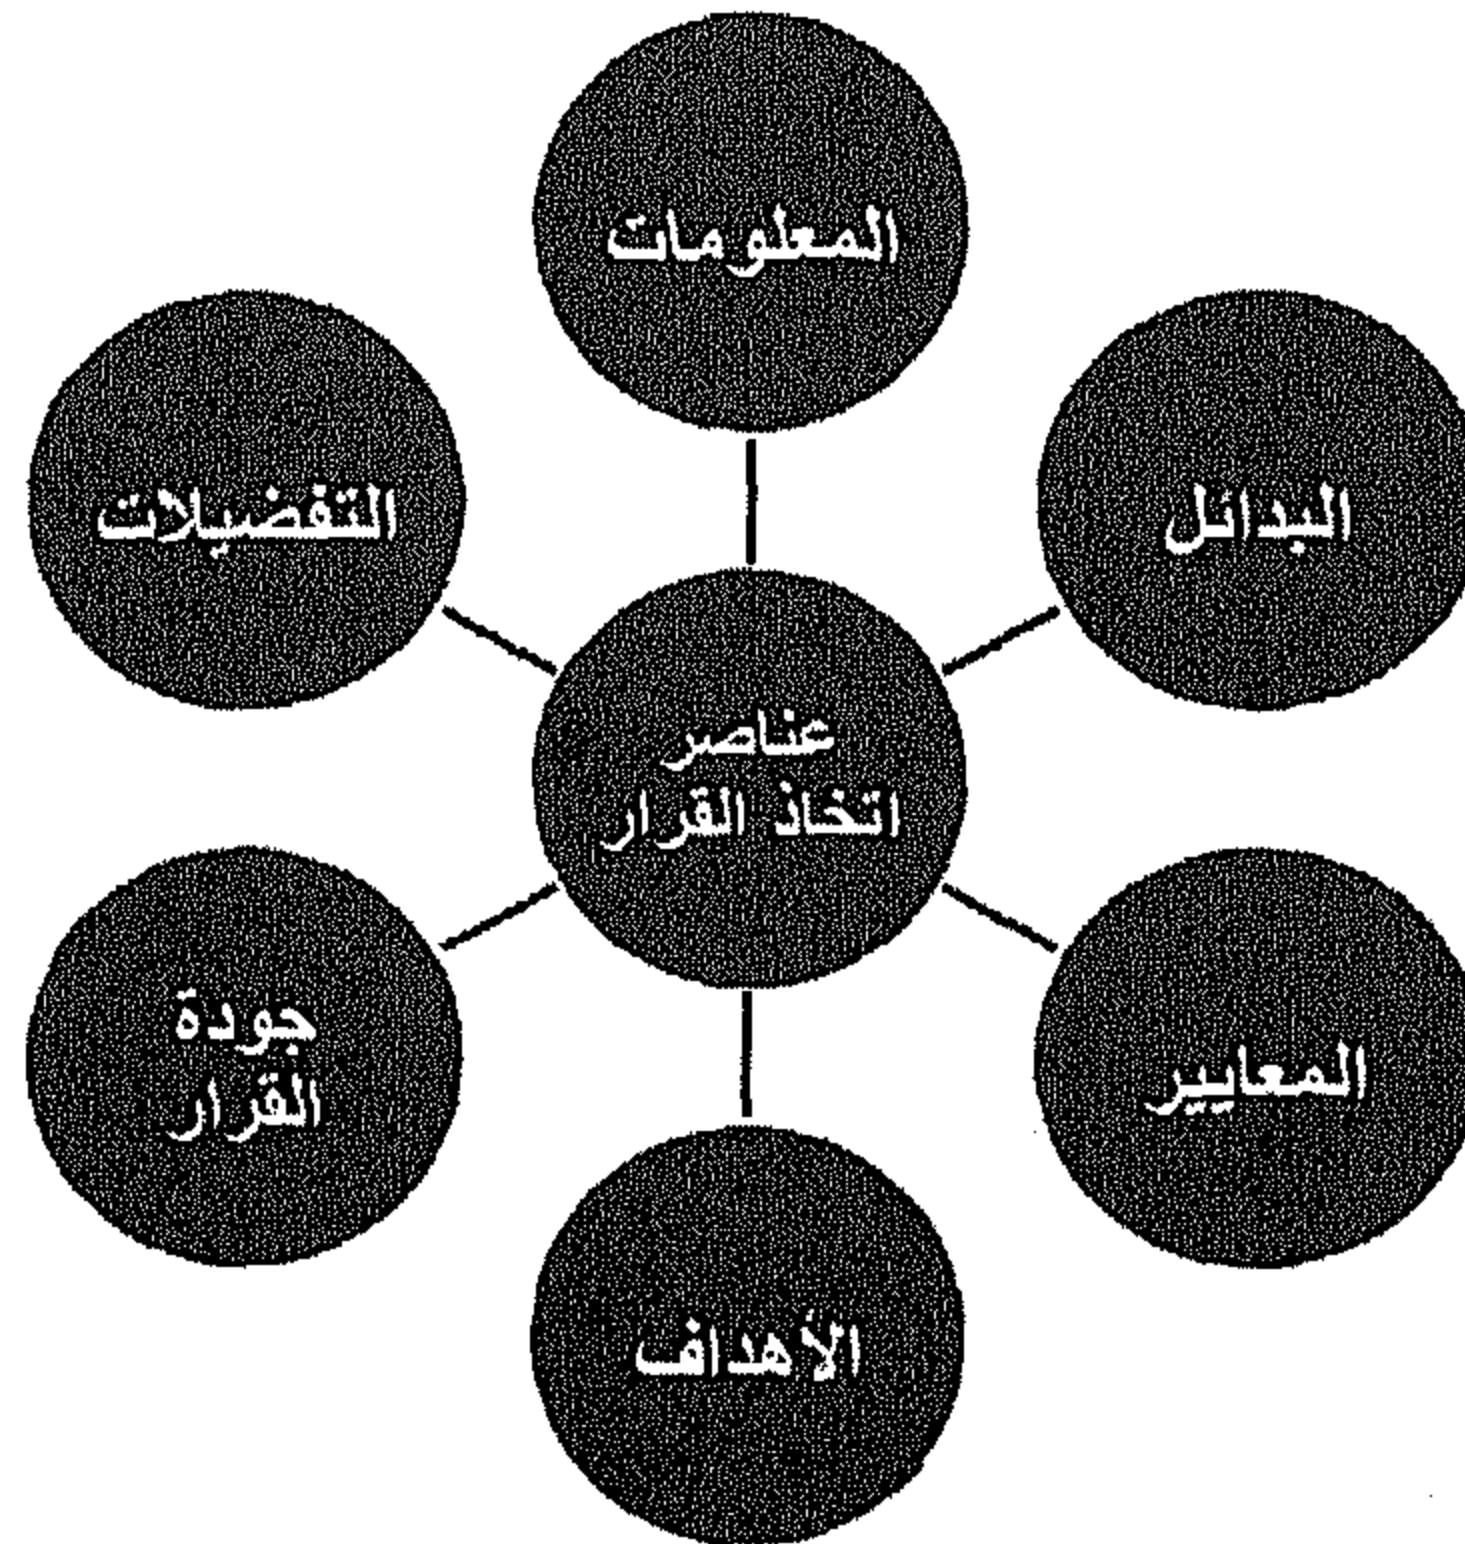 المعلومات
البدائل
التفضيلات
عناصر
اتخاذ القرار
المعايير
جودة
القرار
الأهداف